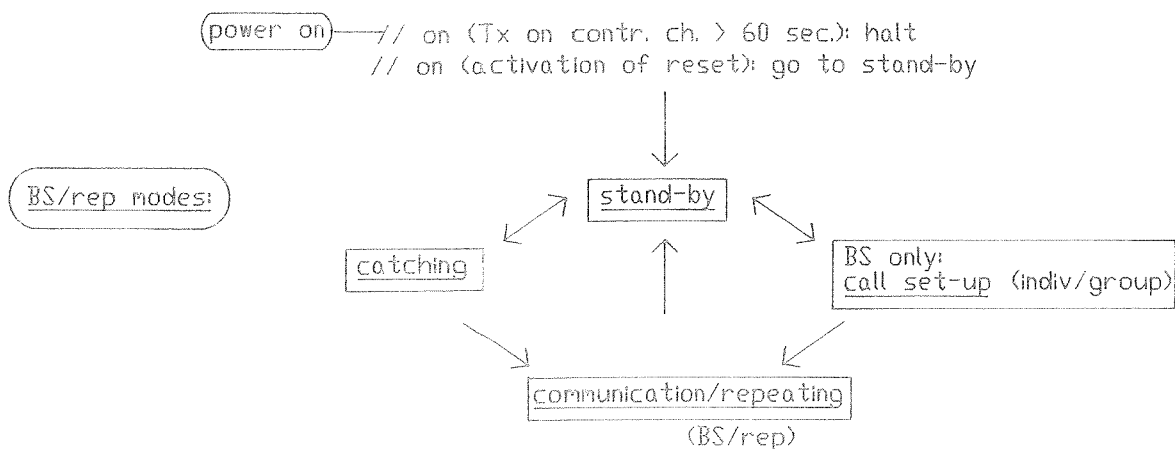 power on // on (Tx on contr. ch. > 60 sec.): halt
// on (activation of reset): go to stand-by
BS/rep modes:
stand-by
catching
BS only:
call set-up (indiv/group)
communication/repeating
(BS/rep)